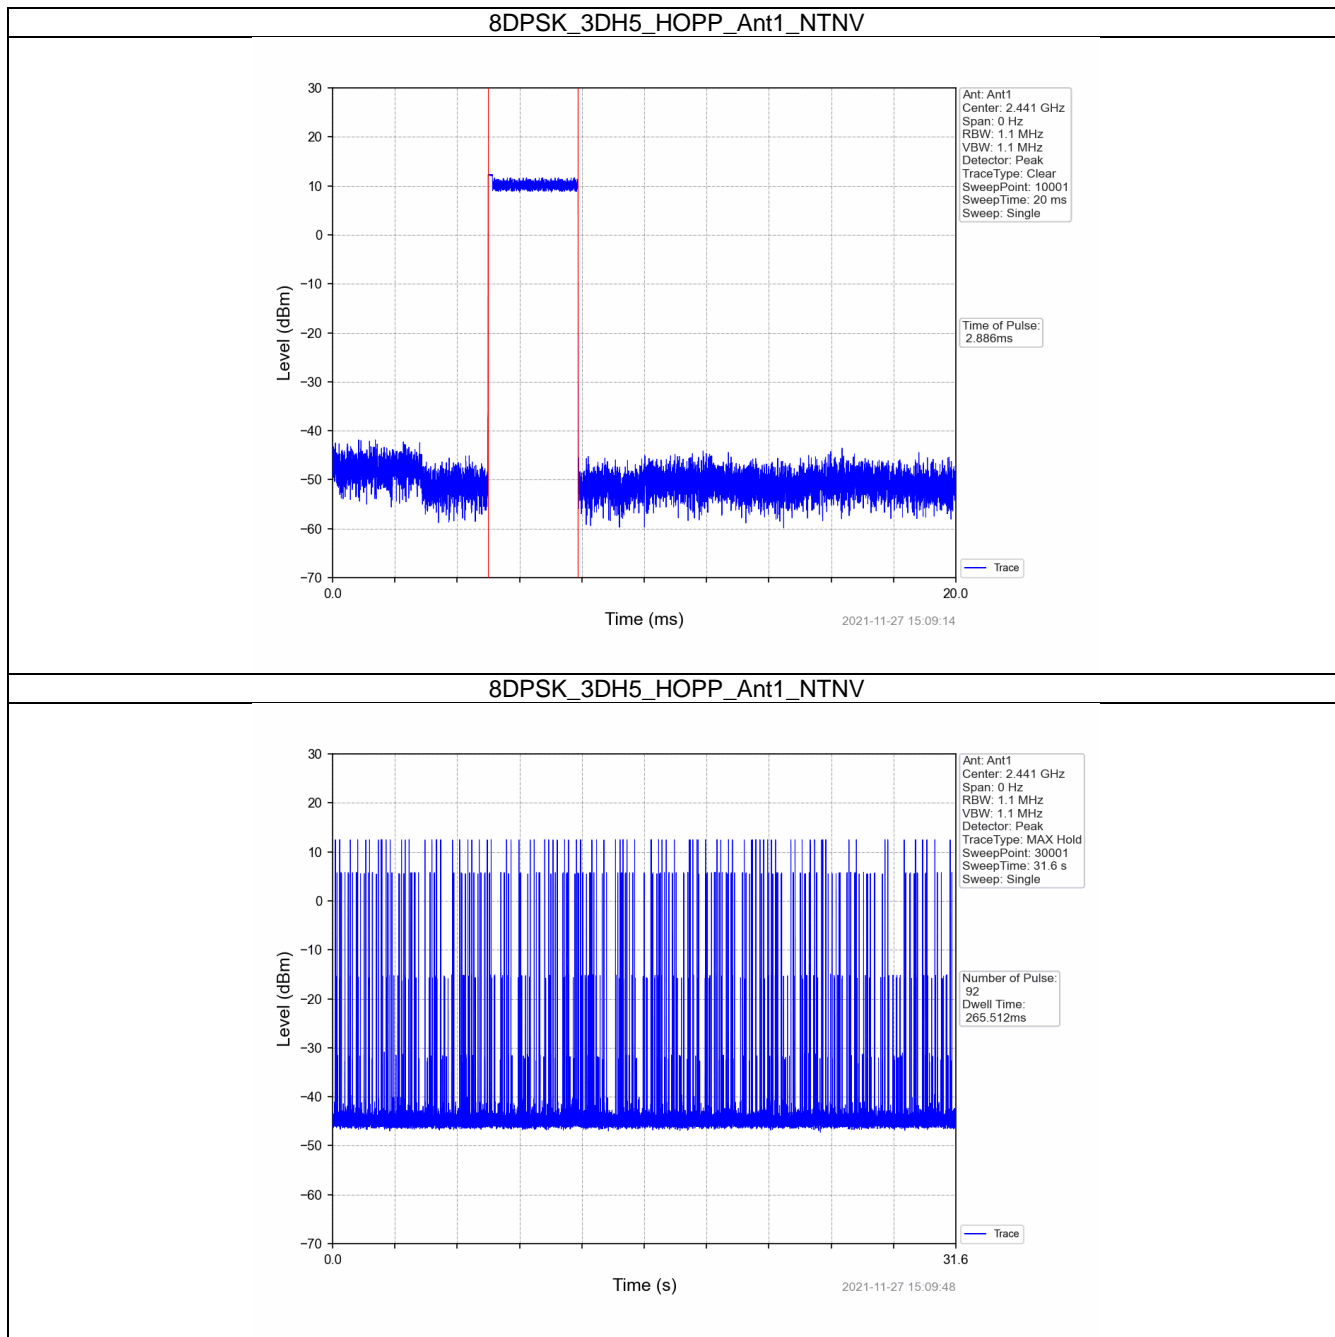 8DPSK_3DH5_HOPP_Ant1_NTNV
30
20
10
0
−10
−20
−30
−40
−50
−60
−70
Level (dBm)
0.0
20.0
Time (ms)
2021-11-27 15:09:14
Ant: Ant1
Center: 2.441 GHz
Span: 0 Hz
RBW: 1.1 MHz
VBW: 1.1 MHz
Detector: Peak
TraceType: Clear
SweepPoint: 10001
SweepTime: 20 ms
Sweep: Single
Time of Pulse:
2.886ms
Trace
8DPSK_3DH5_HOPP_Ant1_NTNV
30
20
10
0
−10
−20
−30
−40
−50
−60
−70
Level (dBm)
0.0
31.6
Time (s)
2021-11-27 15:09:48
Ant: Ant1
Center: 2.441 GHz
Span: 0 Hz
RBW: 1.1 MHz
VBW: 1.1 MHz
Detector: Peak
TraceType: MAX Hold
SweepPoint: 30001
SweepTime: 31.6 s
Sweep: Single
Number of Pulse:
92
Dwell Time:
265.512ms
Trace